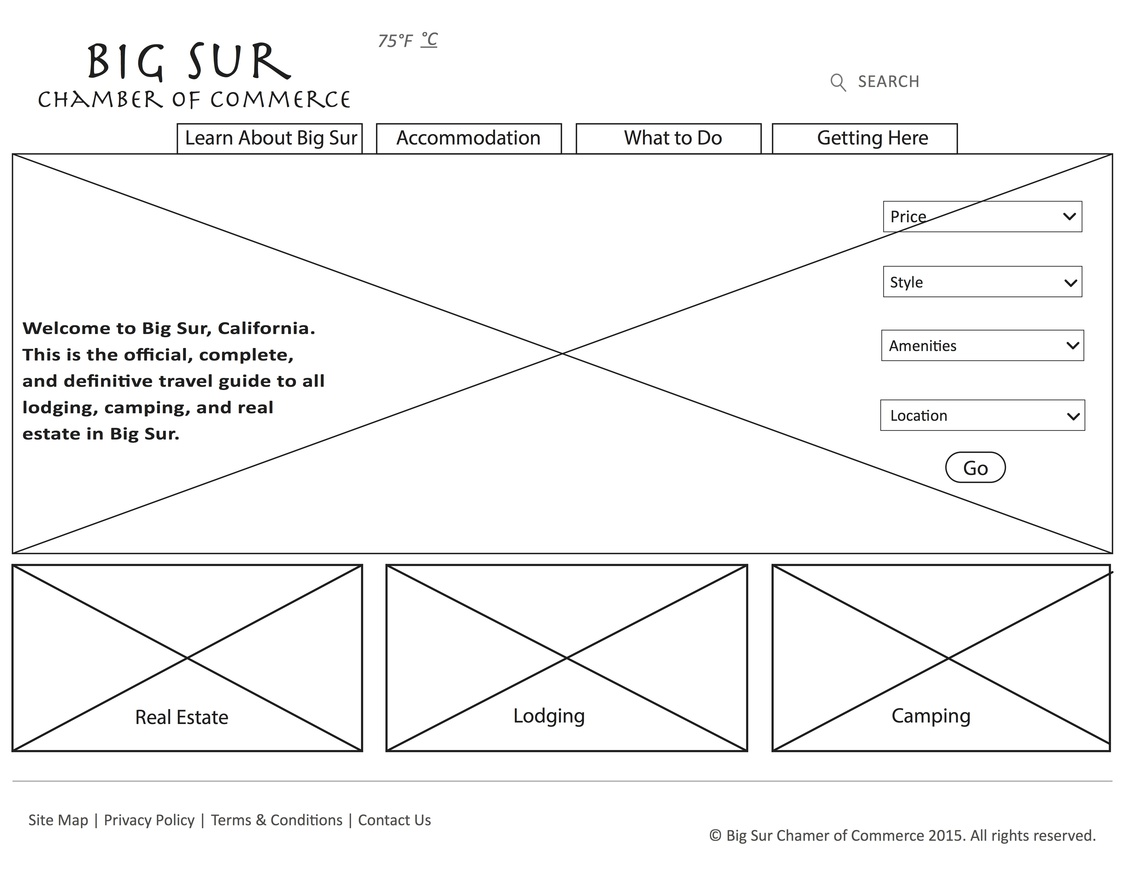 75°F °C
BIG SUR
CHAMBER OF COMMERCE
SEARCH
Learn About Big Sur
Accommodation
What to Do
Getting Here
Welcome to Big Sur, California.
This is the official, complete,
and definitive travel guide to all
lodging, camping, and real
estate in Big Sur.
Price
Style
Amenities
Location
Go
Real Estate
Lodging
Camping
Site Map | Privacy Policy | Terms & Conditions | Contact Us
© Big Sur Chamer of Commerce 2015. All rights reserved.